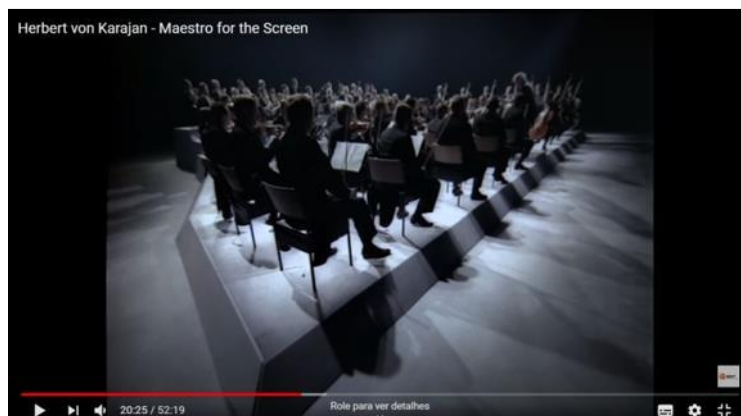 Herbert von Karajan - Maestro for the Screen
20:25 / 52:19
Role para ver detalhes